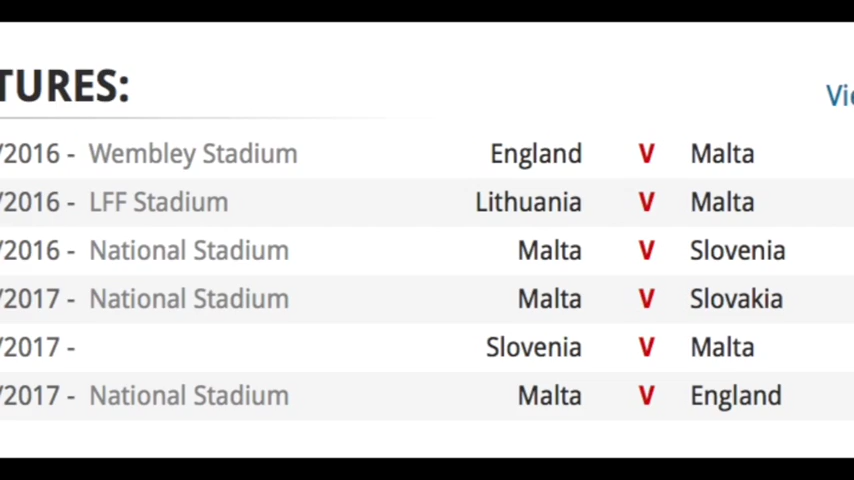 TURES:
Vie
/2016 - Wembley Stadium England V Malta
/2016 - LFF Stadium Lithuania V Malta
/2016 - National Stadium Malta V Slovenia
/2017 - National Stadium Malta V Slovakia
/2017 - Slovenia V Malta
/2017 - National Stadium Malta V England